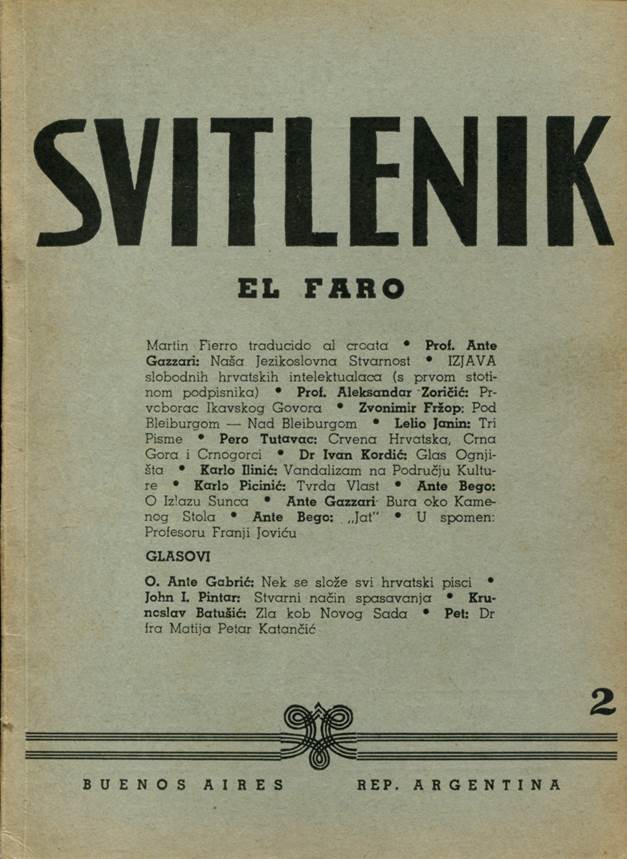 SVITLENIK
EL FARO
Martin Fierro traducido al croata • Prof. Ante
Gazzari: Naša Jezikoslovna Stvarnost • IZJAVA
slobodnih hrvatskih intelektualaca (s prvom stoti-
nom podpisnika) • Prof. Aleksandar Zoričić: Pr-
voborac Ikavskog Govora • Zvonimir Fržop: Pod
Bleiburgom — Nad Bleiburgom • Lelio Janin: Tri
Pisme • Pero Tutavac: Crvena Hrvatska, Crna
Gora i Crnogorci • Dr Ivan Kordić: Glas Ognji-
šta • Karlo Ilinić: Vandalizam na Području Kultu-
re • Karlo Picinić: Tvrda Vlast • Ante Bego:
O Izlazu Sunca • Ante Gazzari: Bura oko Kame-
nog Stola • Ante Bego: „Jat" • U spomen:
Profesoru Franji Joviću
GLASOVI
O. Ante Gabrić: Nek se slože svi hrvatski pisci •
John I. Pintar: Stvarni način spasavanja • Kru-
noslav Batušić: Zla kob Novog Sada • Pet: Dr
fra Matija Petar Katančić
2
BUENOS AIRES REP. ARGENTINA